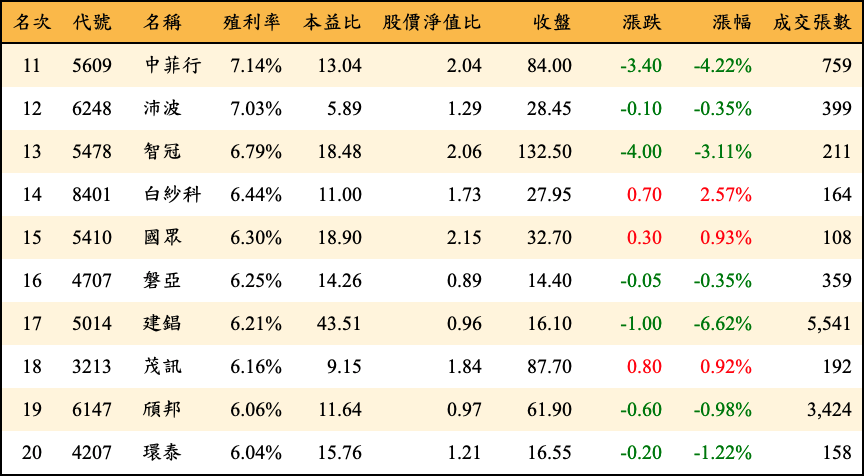 名次 代號 名稱 殖利率 本益比 股價淨值比 收盤 漲跌 漲幅 成交張數
11 5609 中菲行 7.14% 13.04 2.04 84.00 -3.40 -4.22% 759
12 6248 沛波 7.03% 5.89 1.29 28.45 -0.10 -0.35% 399
13 5478 智冠 6.79% 18.48 2.06 132.50 -4.00 -3.11% 211
14 8401 白紗科 6.44% 11.00 1.73 27.95 0.70 2.57% 164
15 5410 國眾 6.30% 18.90 2.15 32.70 0.30 0.93% 108
16 4707 磐亞 6.25% 14.26 0.89 14.40 -0.05 -0.35% 359
17 5014 建錩 6.21% 43.51 0.96 16.10 -1.00 -6.62% 5,541
18 3213 茂訊 6.16% 9.15 1.84 87.70 0.80 0.92% 192
19 6147 頎邦 6.06% 11.64 0.97 61.90 -0.60 -0.98% 3,424
20 4207 環泰 6.04% 15.76 1.21 16.55 -0.20 -1.22% 158